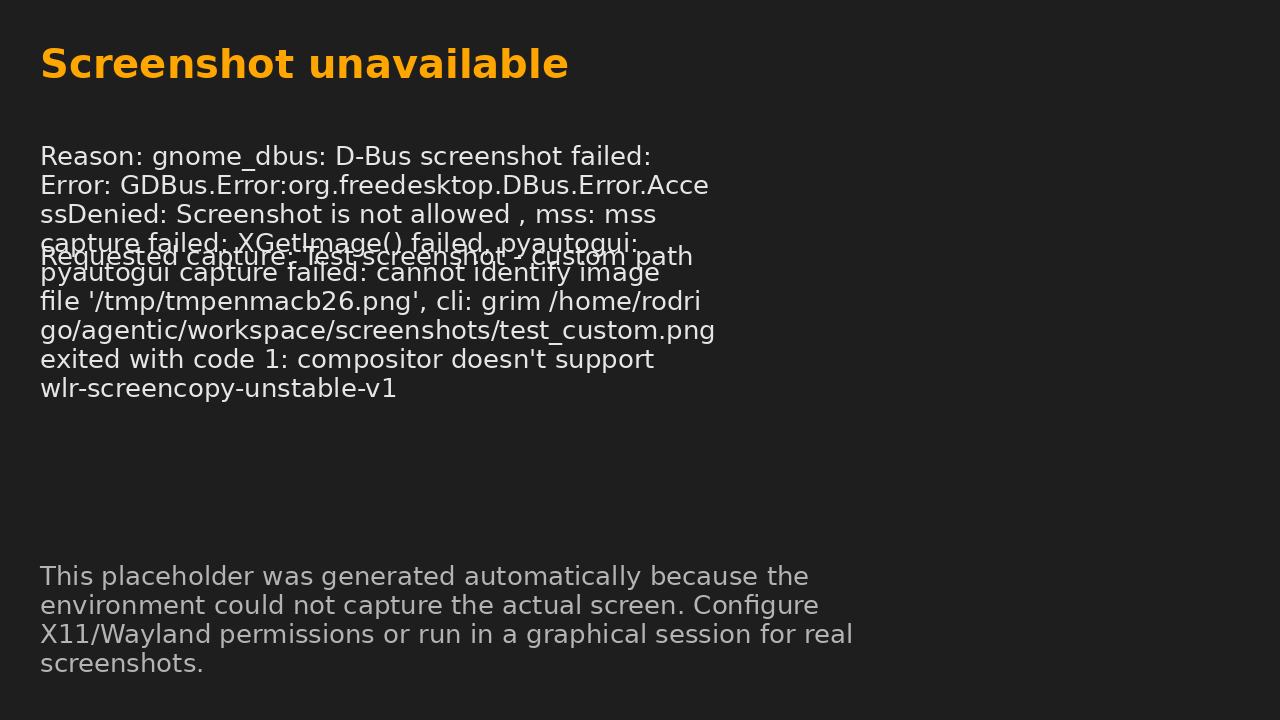 Screenshot unavailable
Reason: gnome_dbus: D-Bus screenshot failed:
Error: GDBus.Error:org.freedesktop.DBus.Error.Acce
ssDenied: Screenshot is not allowed , mss: mss
capture failed: XGetImage() failed, pyautogui:
Requested capture: Test screenshot - custom path
pyautogui capture failed: cannot identify image
file '/tmp/tmpenmacb26.png', cli: grim /home/rodri
go/agentic/workspace/screenshots/test_custom.png
exited with code 1: compositor doesn't support
wlr-screencopy-unstable-v1
This placeholder was generated automatically because the
environment could not capture the actual screen. Configure
X11/Wayland permissions or run in a graphical session for real
screenshots.